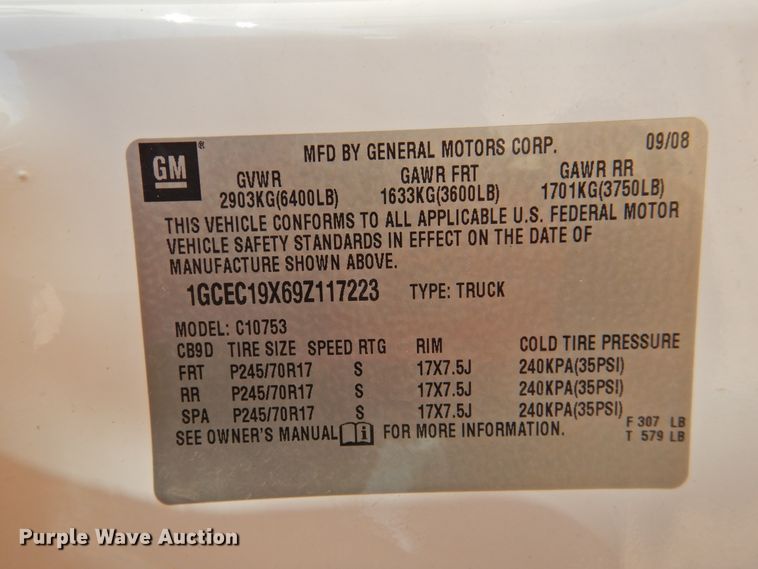 GM® MFD BY GENERAL MOTORS CORP. 09/08
GVWR GAWR FRT GAWR RR
2903KG(6400LB) 1633KG(3600LB) 1701KG(3750LB)
THIS VEHICLE CONFORMS TO ALL APPLICABLE U.S. FEDERAL MOTOR
VEHICLE SAFETY STANDARDS IN EFFECT ON THE DATE OF
MANUFACTURE SHOWN ABOVE.
1GCEC19X69Z117223 TYPE: TRUCK
MODEL: C10753
CB9D TIRE SIZE SPEED RTG RIM COLD TIRE PRESSURE
FRT P245/70R17 S 17X7.5J 240KPA(35PSI)
RR P245/70R17 S 17X7.5J 240KPA(35PSI)
SPA P245/70R17 S 17X7.5J 240KPA(35PSI)
SEE OWNER'S MANUAL i FOR MORE INFORMATION.
F 307 LB
T 579 LB
Purple Wave Auction